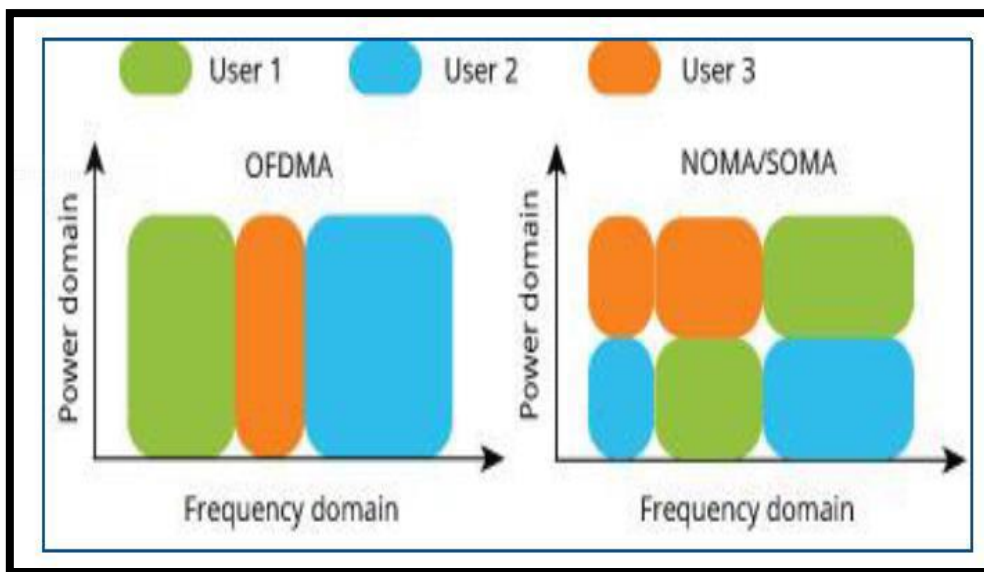 User 1 User 2 User 3
OFDMA
Power domain
Frequency domain
NOMA/SOMA
Power domain
Frequency domain